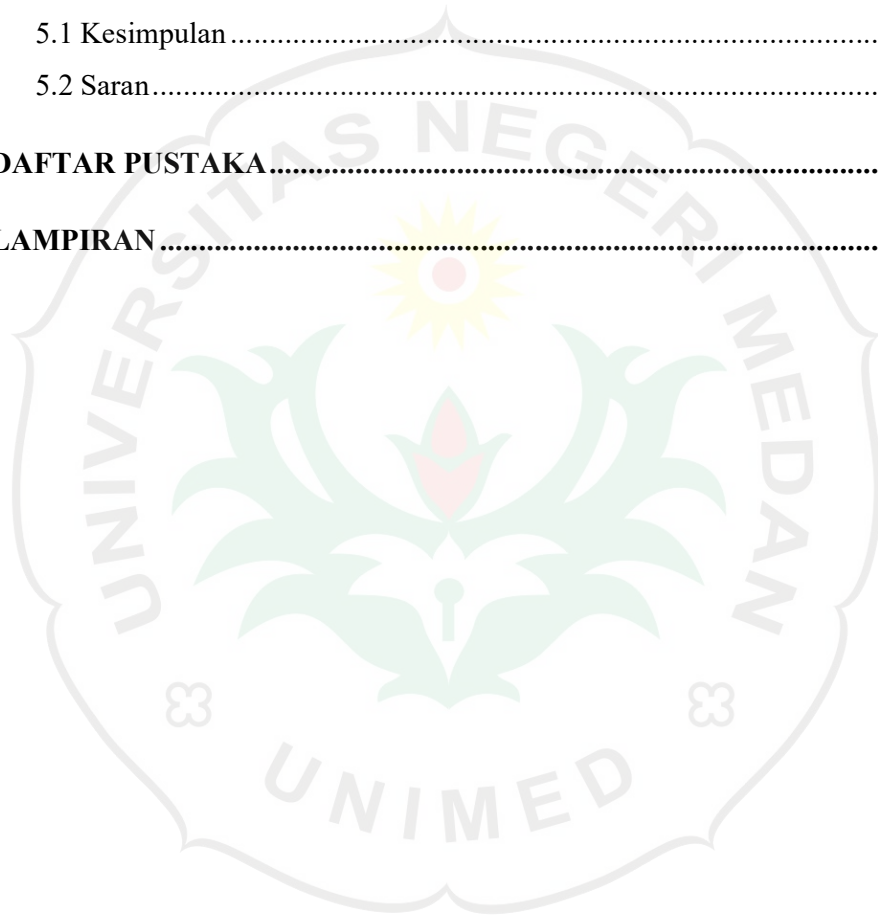 5.1 Kesimpulan ....................................................................................
5.2 Saran..............................................................................................
DAFTAR PUSTAKA..............................................................................
LAMPIRAN............................................................................................
UNIVERSITAS NEGERI MEDAN
UNIMED